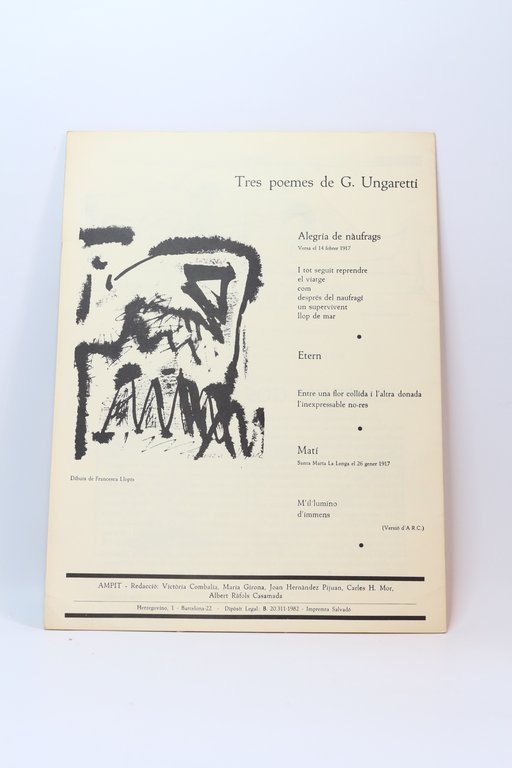 Tres poemes de G. Ungaretti
Alegria de nàufrags
Versa el 14 febrer 1917
I tot seguit reprendre
el viatge
com
després del naufragi
un supervivent
llop de mar
Etern
Entre una flor collida i l'altra donada
l'inexpressable no-res
Matí
Santa Maria La Longa el 26 gener 1917
M'il·lumino
d'immens
(Versió d'A R.C.)
Dibuix de Francesca Llopis
AMPIT - Redacció: Victòria Combalia, Maria Girona, Joan Hernàndez Pijuan, Carles H. Mor,
Albert Ràfols Casamada
Herzegovino, 1 - Barcelona-22 - Dipòsit Legal: B. 20.311-1982 - Impremta Salvadó